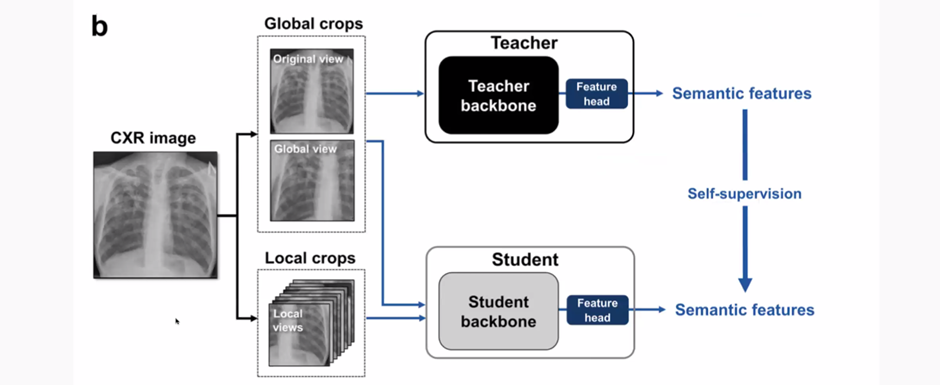 b
Global crops
Original view
Global view
CXR image
Local crops
Local
views
Teacher
Teacher
backbone
Feature
head
Semantic features
Self-supervision
Student
Student
backbone
Feature
head
Semantic features